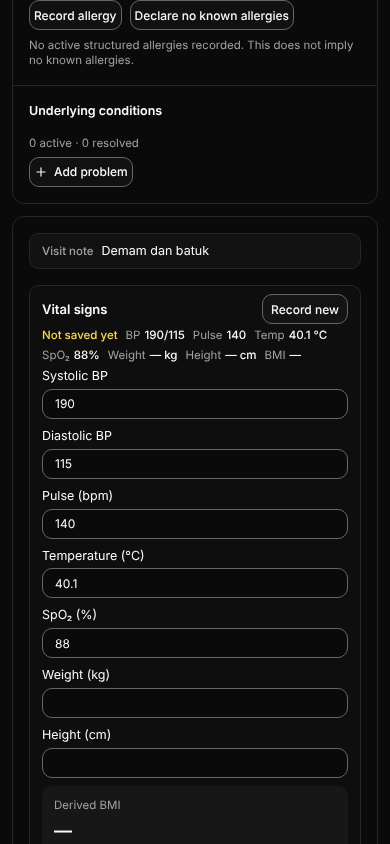 Record allergy
Declare no known allergies
No active structured allergies recorded. This does not imply
no known allergies.
Underlying conditions
0 active · 0 resolved
+ Add problem
Visit note Demam dan batuk
Vital signs
Record new
Not saved yet BP 190/115 Pulse 140 Temp 40.1 °C
SpO₂ 88% Weight — kg Height — cm BMI —
Systolic BP
190
Diastolic BP
115
Pulse (bpm)
140
Temperature (°C)
40.1
SpO₂ (%)
88
Weight (kg)
Height (cm)
Derived BMI
—